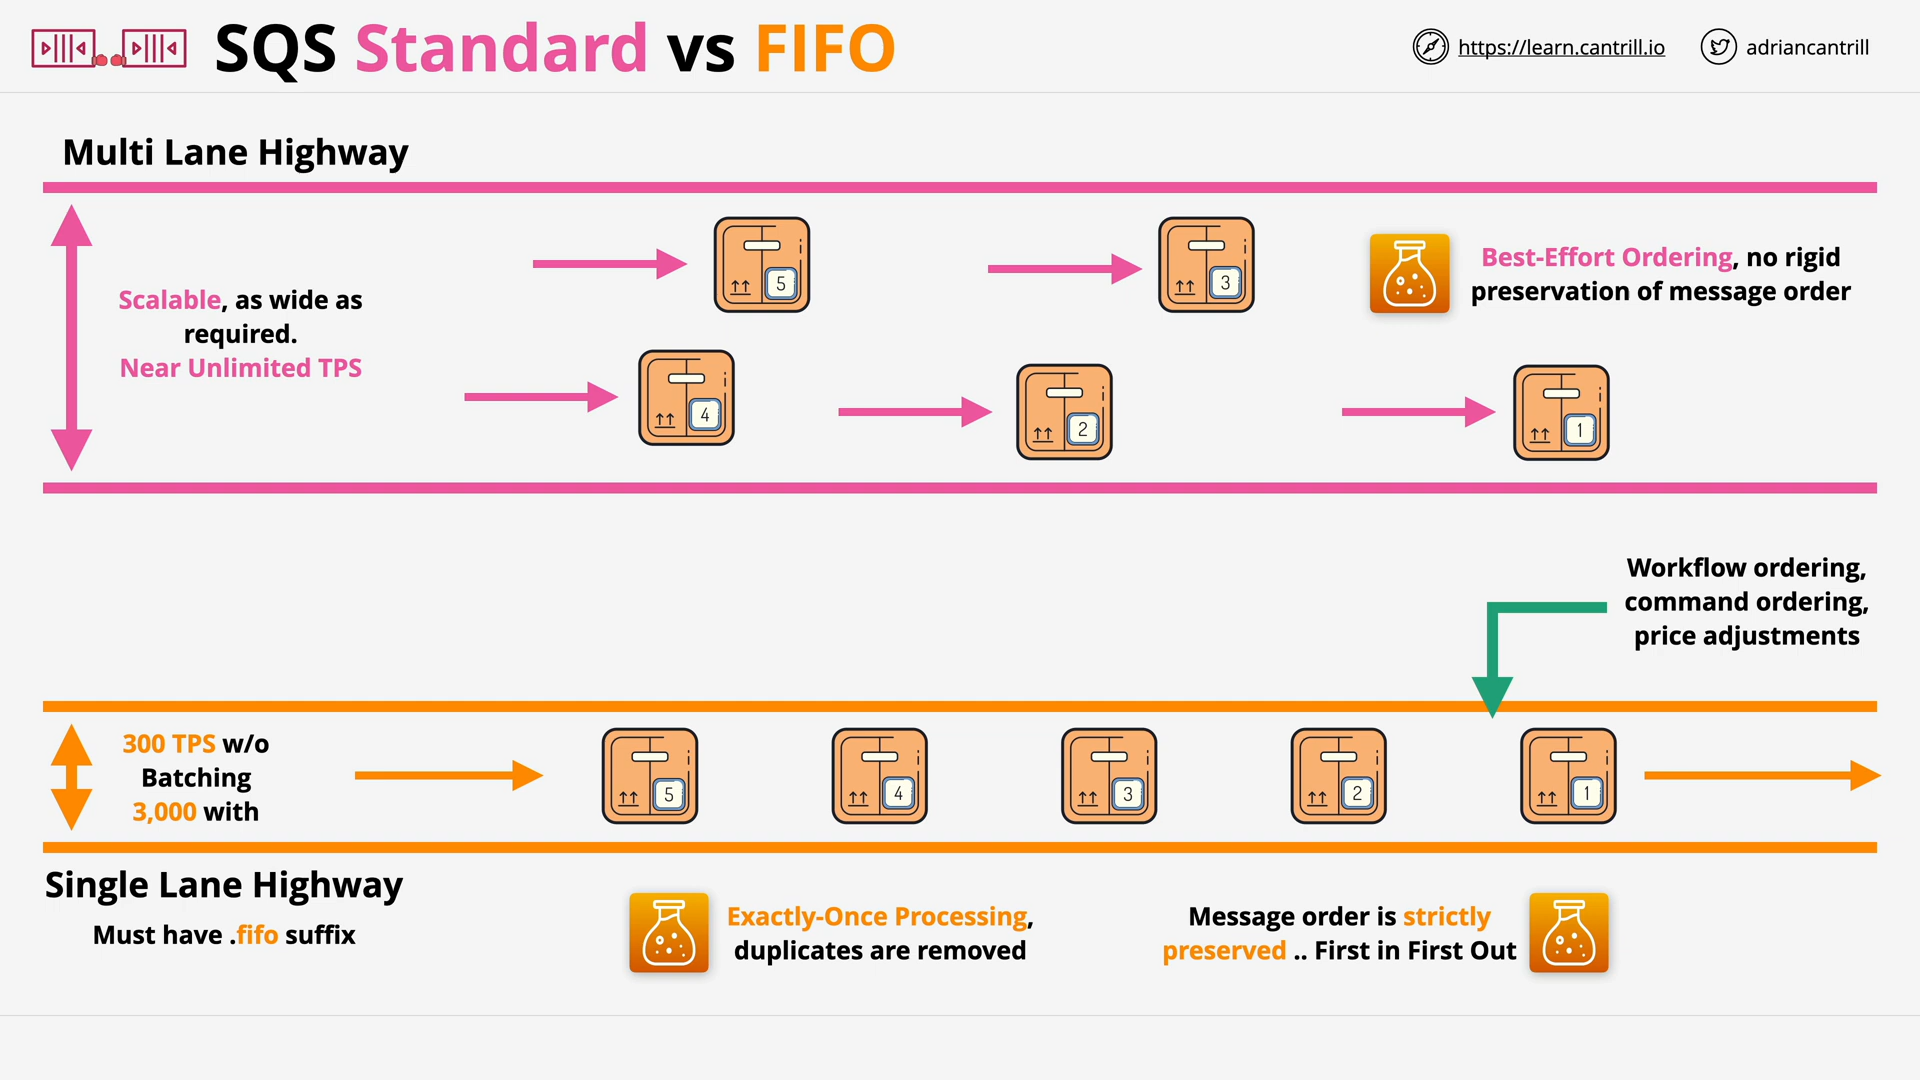 SQS Standard vs FIFO
https://learn.cantrill.io
adriancantrill
Multi Lane Highway
5
3
Best-Effort Ordering, no rigid
preservation of message order
Scalable, as wide as
required.
Near Unlimited TPS
4
2
1
Workflow ordering,
command ordering,
price adjustments
300 TPS w/o
Batching
3,000 with
5
4
3
2
1
Single Lane Highway
Must have .fifo suffix
Exactly-Once Processing,
duplicates are removed
Message order is strictly
preserved .. First in First Out